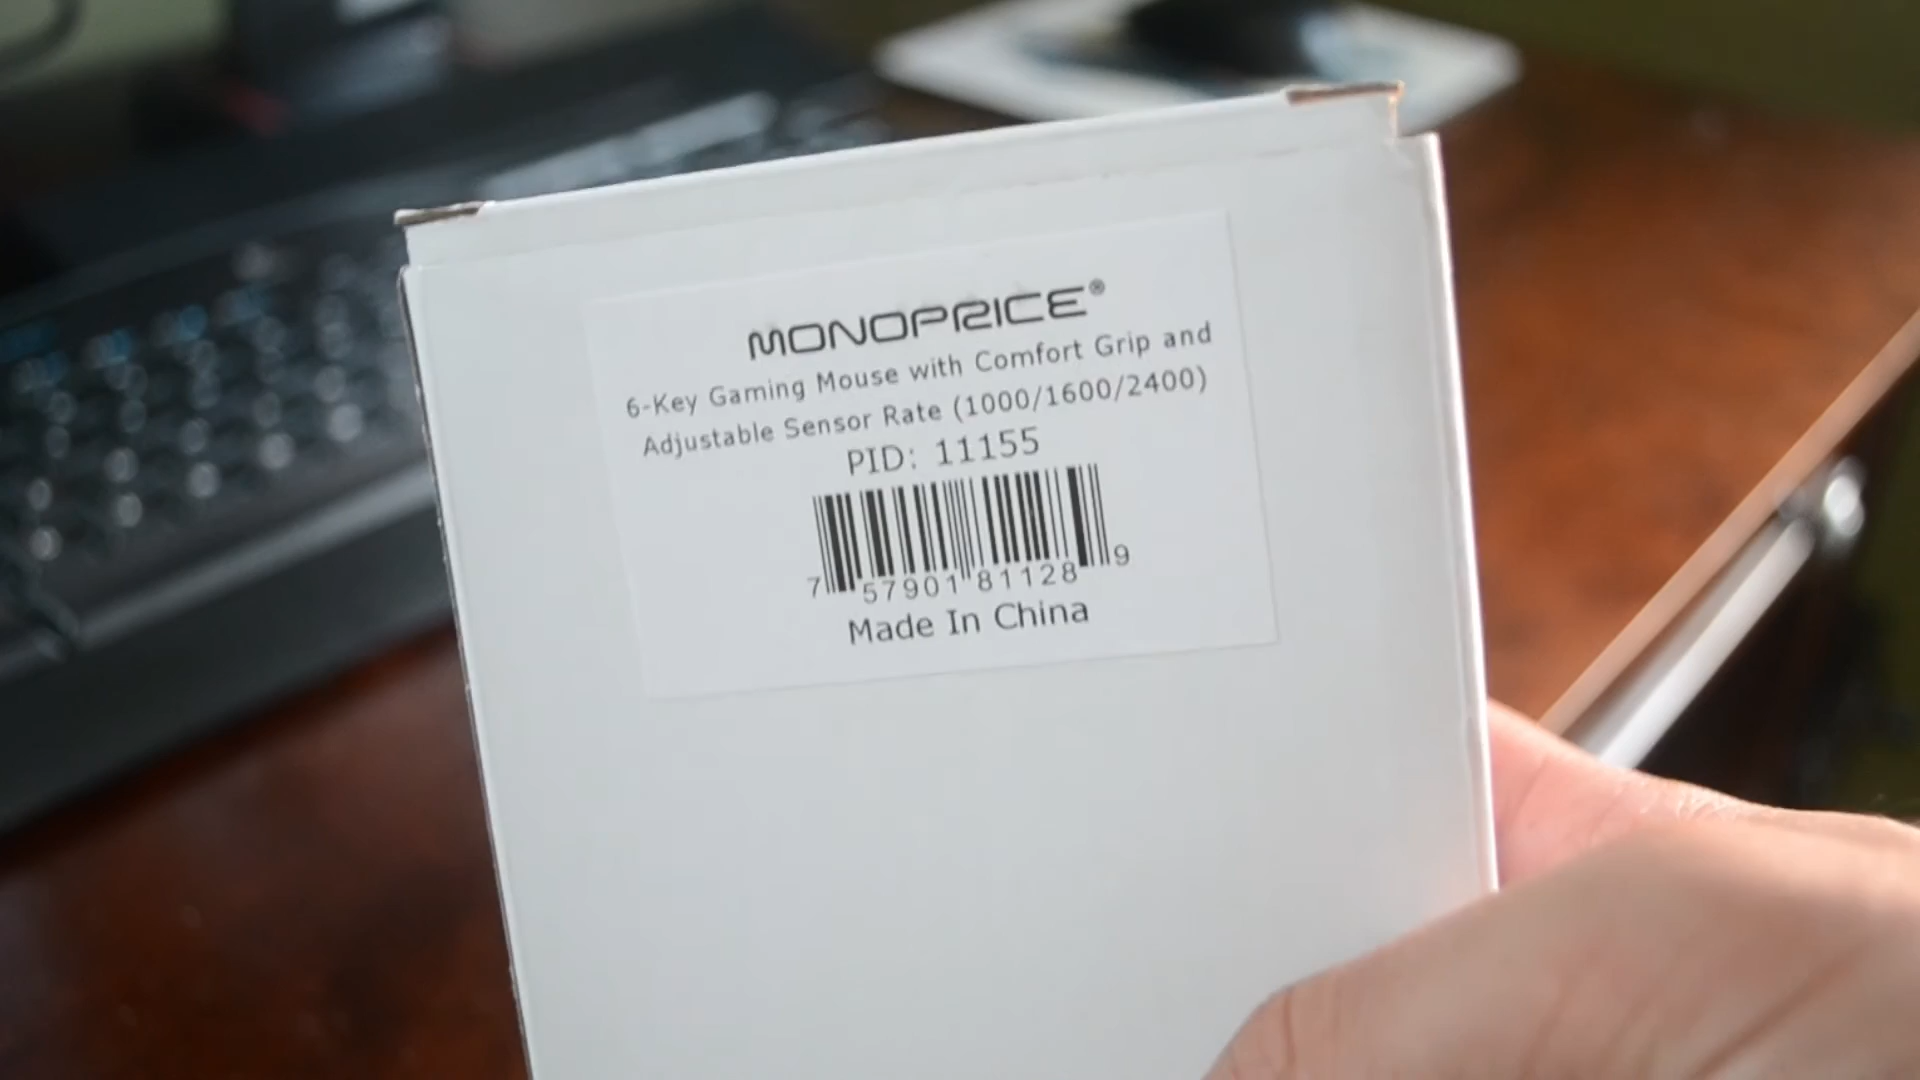 MONOPRICE®
6-Key Gaming Mouse with Comfort Grip and
Adjustable Sensor Rate (1000/1600/2400)
PID: 11155
7 57901 81128 9
Made In China